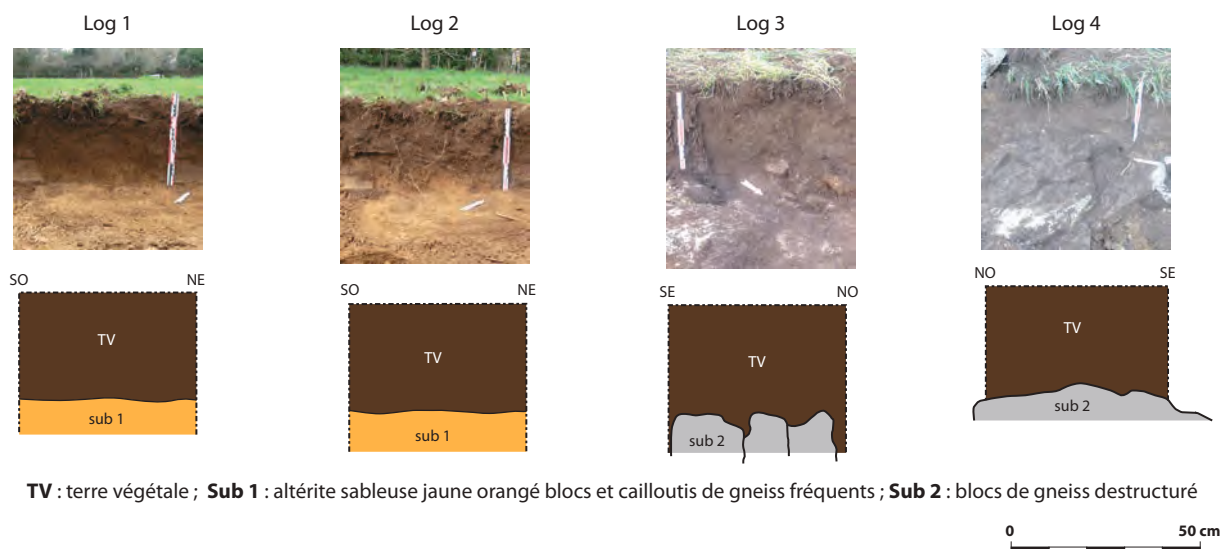 Log 1
Log 2
Log 3
Log 4
SO NE
SO NE
SE NO
NO SE
TV
TV
TV
TV
sub 1
sub 1
sub 2
sub 2
TV : terre végétale ; Sub 1 : altérite sableuse jaune orangé blocs et cailloutis de gneiss fréquents ; Sub 2 : blocs de gneiss destructuré
0 50 cm